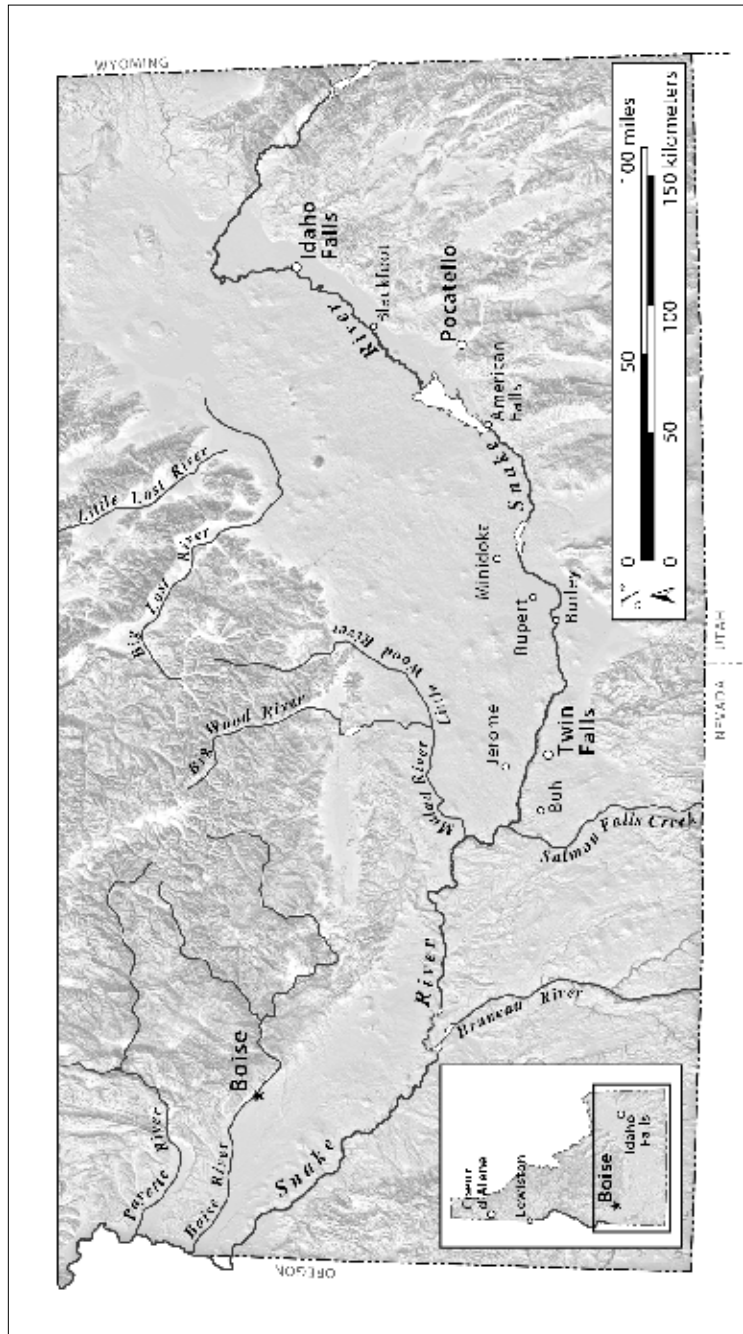 WYOMING
Idaho
Falls
Blackfoot
River
Pocatello
American
Falls
Snake
Little Lost River
Big Lost River
Minidoka
Rupert
Burley
Little Wood River
Big Wood River
Malad River
Jerome
Twin
Falls
Buhl
Salmon Falls Creek
River
Bruneau River
Boise
Payette River
Boise River
Snake
OREGON
NEVADA
UTAH
N
0 50 100 miles
0 50 100 150 kilometers
Coeur
d'Alene
Lewiston
Boise
Idaho
Falls